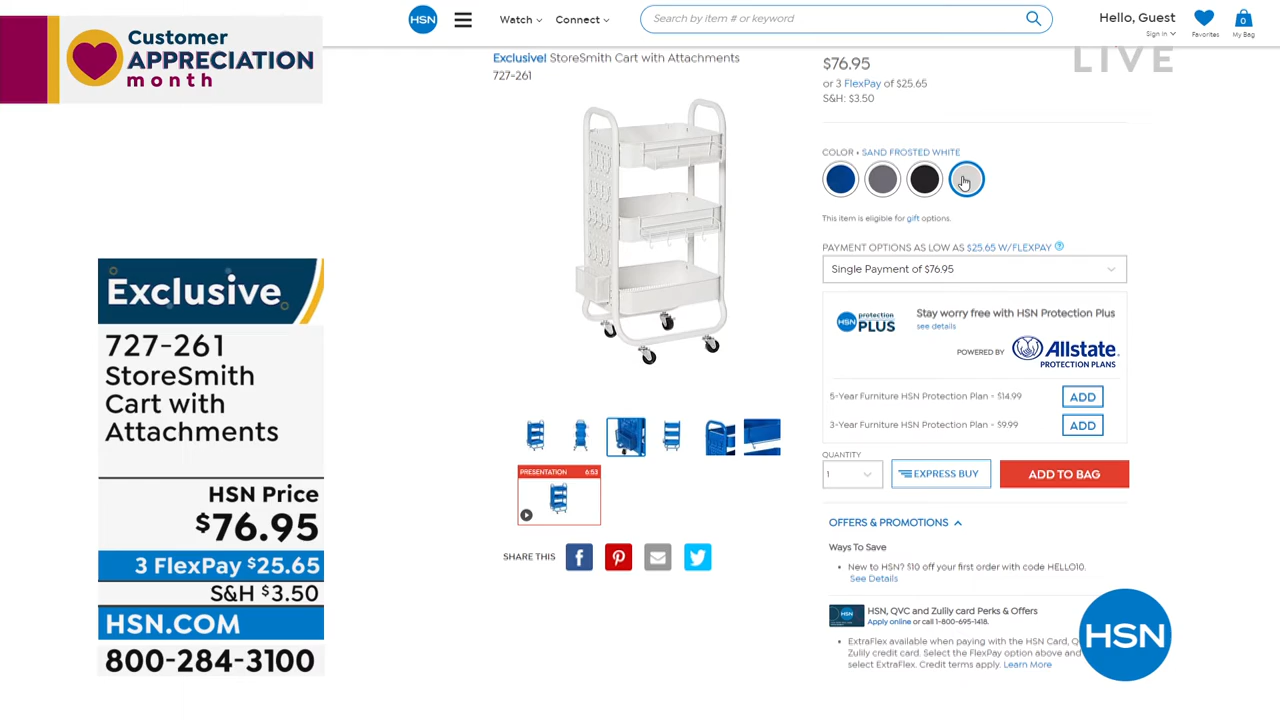 Customer
APPRECIATION
month
HSN
Watch
Connect
Search by item # or keyword
Hello, Guest
Sign In
Favorites
0
My Bag
LIVE
Exclusive! StoreSmith Cart with Attachments
727-261
$76.95
or 3 FlexPay of $25.65
S&H: $3.50
COLOR • SAND FROSTED WHITE
This item is eligible for gift options.
PAYMENT OPTIONS AS LOW AS $25.65 W/FLEXPAY ?
Single Payment of $76.95
HSN protection PLUS
Stay worry free with HSN Protection Plus
see details
POWERED BY Allstate
PROTECTION PLANS
5-Year Furniture HSN Protection Plan - $14.99 ADD
3-Year Furniture HSN Protection Plan - $9.99 ADD
QUANTITY
1
EXPRESS BUY
ADD TO BAG
PRESENTATION 6:53
SHARE THIS
OFFERS & PROMOTIONS
Ways To Save
• New to HSN? $10 off your first order with code HELLO10.
See Details
HSN, QVC and Zulily card Perks & Offers
Apply online or call 1-800-695-1418.
• ExtraFlex available when paying with the HSN Card, Q
Zulily credit card. Select the FlexPay option above and
select ExtraFlex. Credit terms apply. Learn More
HSN
Exclusive
727-261
StoreSmith
Cart with
Attachments
HSN Price
$76.95
3 FlexPay $25.65
S&H $3.50
HSN.COM
800-284-3100